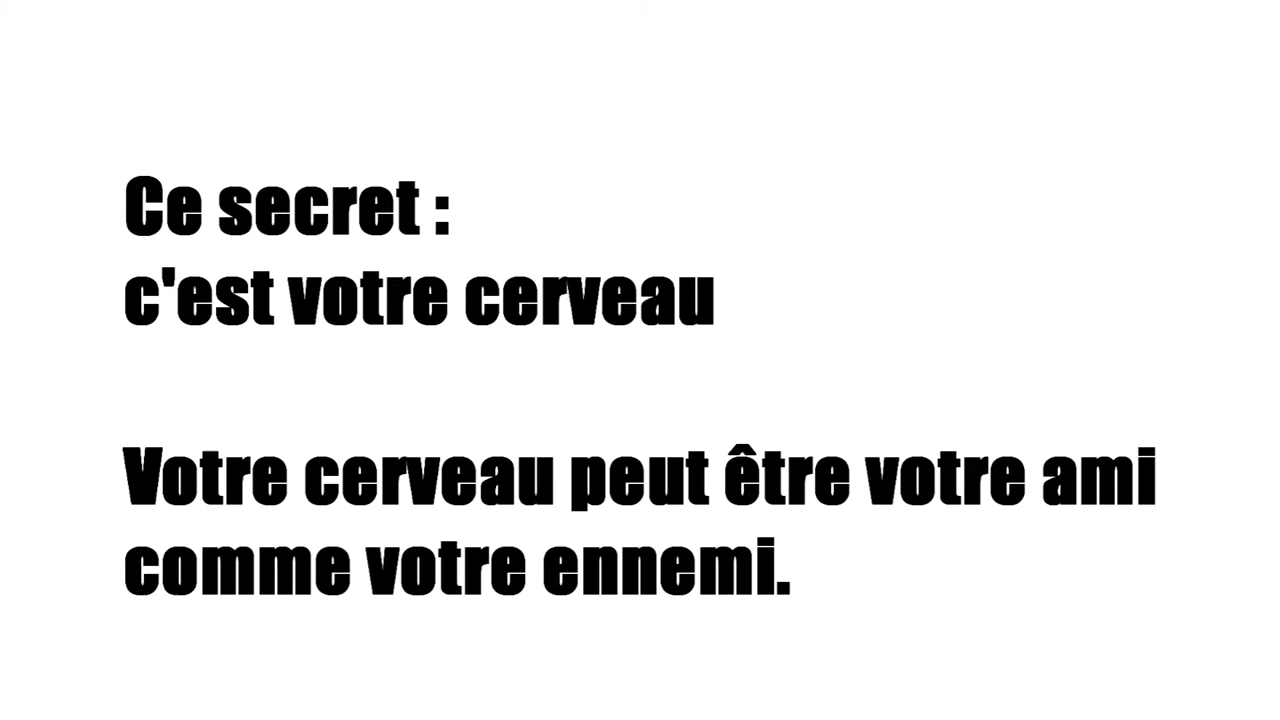 Ce secret :
c'est votre cerveau
Votre cerveau peut être votre ami
comme votre ennemi.